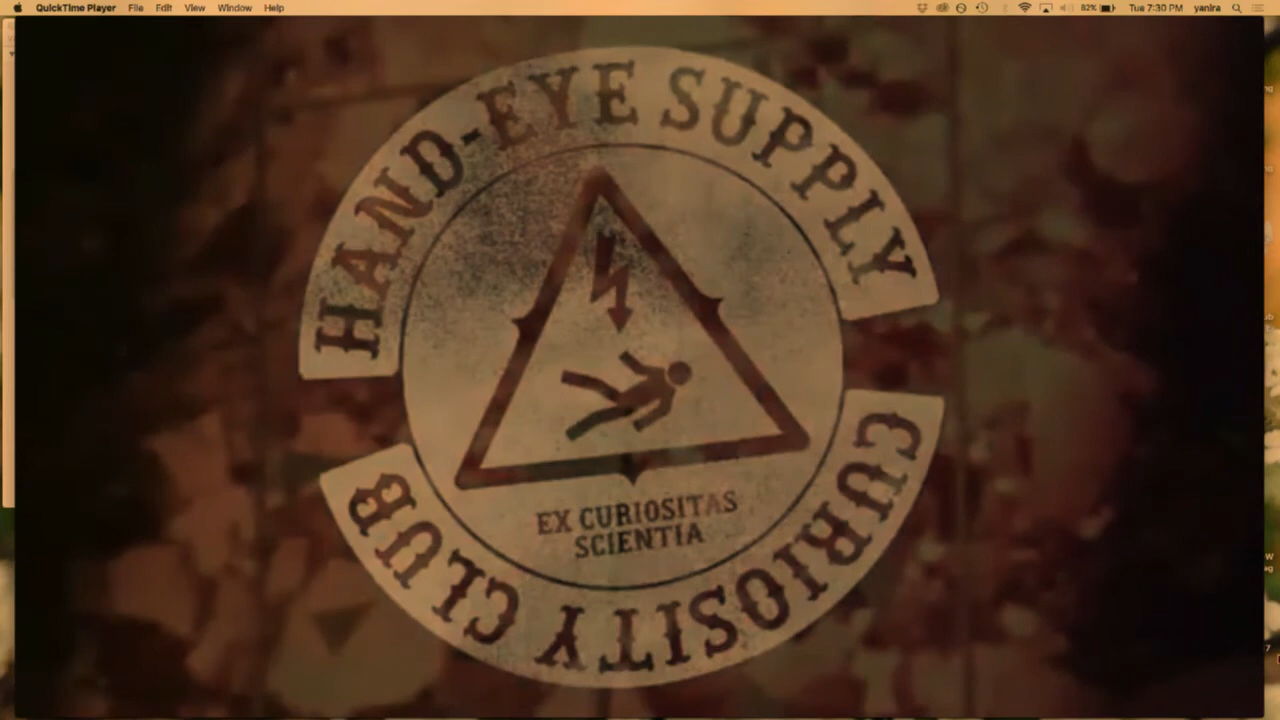 QuickTime Player File Edit View Window Help
82% Tue 7:30 PM yanira
HAND-EYE SUPPLY
EX CURIOSITAS
SCIENTIA
CURIOSITY CLUB